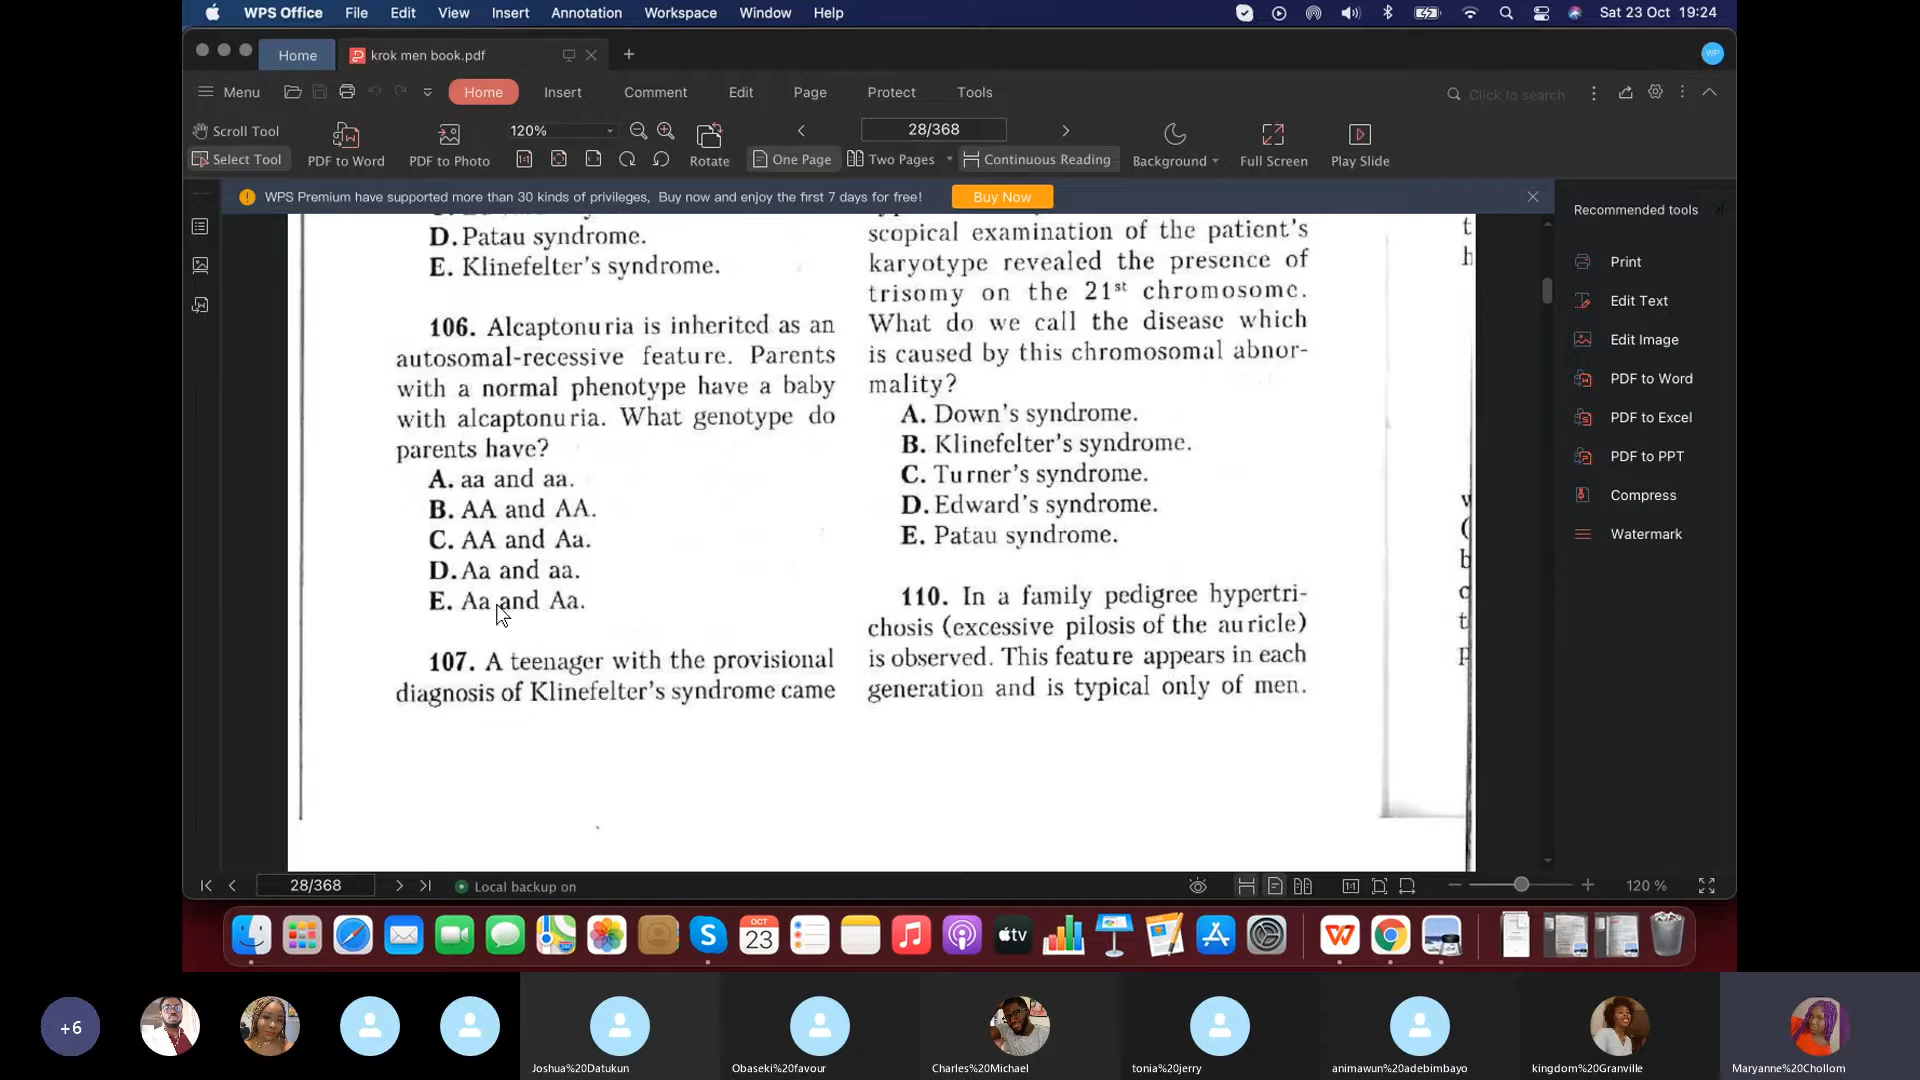 WPS Office File Edit View Insert Annotation Workspace Window Help Sat 23 Oct 19:24
Home krok men book.pdf WP
Menu Home Insert Comment Edit Page Protect Tools Click to search
Scroll Tool 120% 28/368
Select Tool PDF to Word PDF to Photo Rotate One Page Two Pages Continuous Reading Background Full Screen Play Slide
WPS Premium have supported more than 30 kinds of privileges, Buy now and enjoy the first 7 days for free! Buy Now
Recommended tools
Print
Edit Text
Edit Image
PDF to Word
PDF to Excel
PDF to PPT
Compress
Watermark
D. Patau syndrome.
E. Klinefelter's syndrome.
106. Alcaptonuria is inherited as an
autosomal-recessive feature. Parents
with a normal phenotype have a baby
with alcaptonuria. What genotype do
parents have?
A. aa and aa.
B. AA and AA.
C. AA and Aa.
D. Aa and aa.
E. Aa and Aa.
107. A teenager with the provisional
diagnosis of Klinefelter's syndrome came
scopical examination of the patient's
karyotype revealed the presence of
trisomy on the 21st chromosome.
What do we call the disease which
is caused by this chromosomal abnor-
mality?
A. Down's syndrome.
B. Klinefelter's syndrome.
C. Turner's syndrome.
D. Edward's syndrome.
E. Patau syndrome.
110. In a family pedigree hypertri-
chosis (excessive pilosis of the auricle)
is observed. This feature appears in each
generation and is typical only of men.
28/368 Local backup on 120 %
OCT
23
tv
+6
Joshua%20Datukun
Obaseki%20favour
Charles%20Michael
tonia%20jerry
animawun%20adebimbayo
kingdom%20Granville
Maryanne%20Chollom